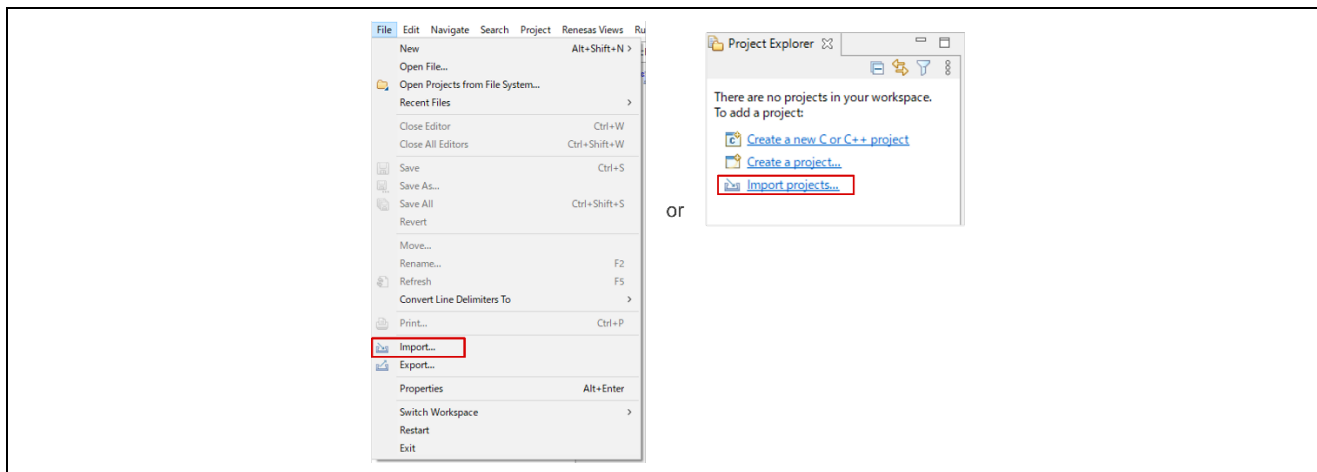 File Edit Navigate Search Project Renesas Views Ru
New Alt+Shift+N >
Open File...
Open Projects from File System...
Recent Files >
Close Editor Ctrl+W
Close All Editors Ctrl+Shift+W
Save Ctrl+S
Save As...
Save All Ctrl+Shift+S
Revert
Move...
Rename... F2
Refresh F5
Convert Line Delimiters To >
Print... Ctrl+P
Import...
Export...
Properties Alt+Enter
Switch Workspace >
Restart
Exit
or
Project Explorer
There are no projects in your workspace.
To add a project:
Create a new C or C++ project
Create a project...
Import projects...